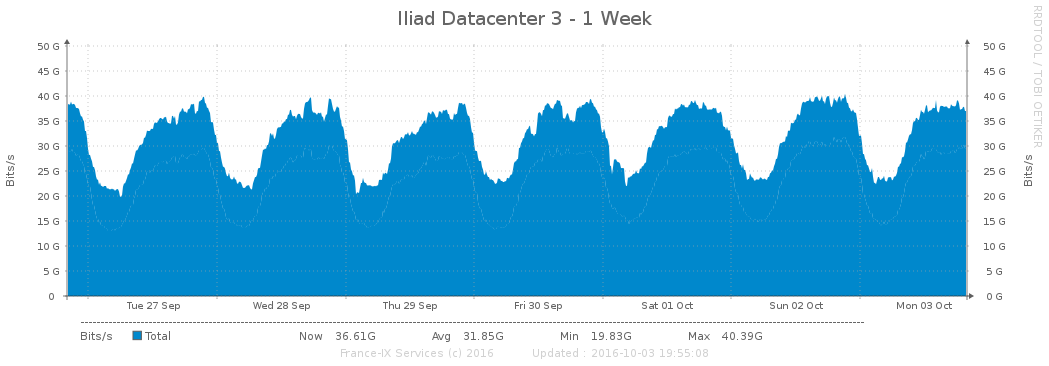 Iliad Datacenter 3 - 1 Week
RRDTOOL / TOBI OETIKER
50 G 50 G
45 G 45 G
40 G 40 G
35 G 35 G
30 G 30 G
25 G 25 G
20 G 20 G
15 G 15 G
10 G 10 G
5 G 5 G
0 0 G
Bits/s Bits/s
Tue 27 Sep Wed 28 Sep Thu 29 Sep Fri 30 Sep Sat 01 Oct Sun 02 Oct Mon 03 Oct
Bits/s Total Now 36.61G Avg 31.85G Min 19.83G Max 40.39G
France-IX Services (c) 2016 Updated : 2016-10-03 19:55:08